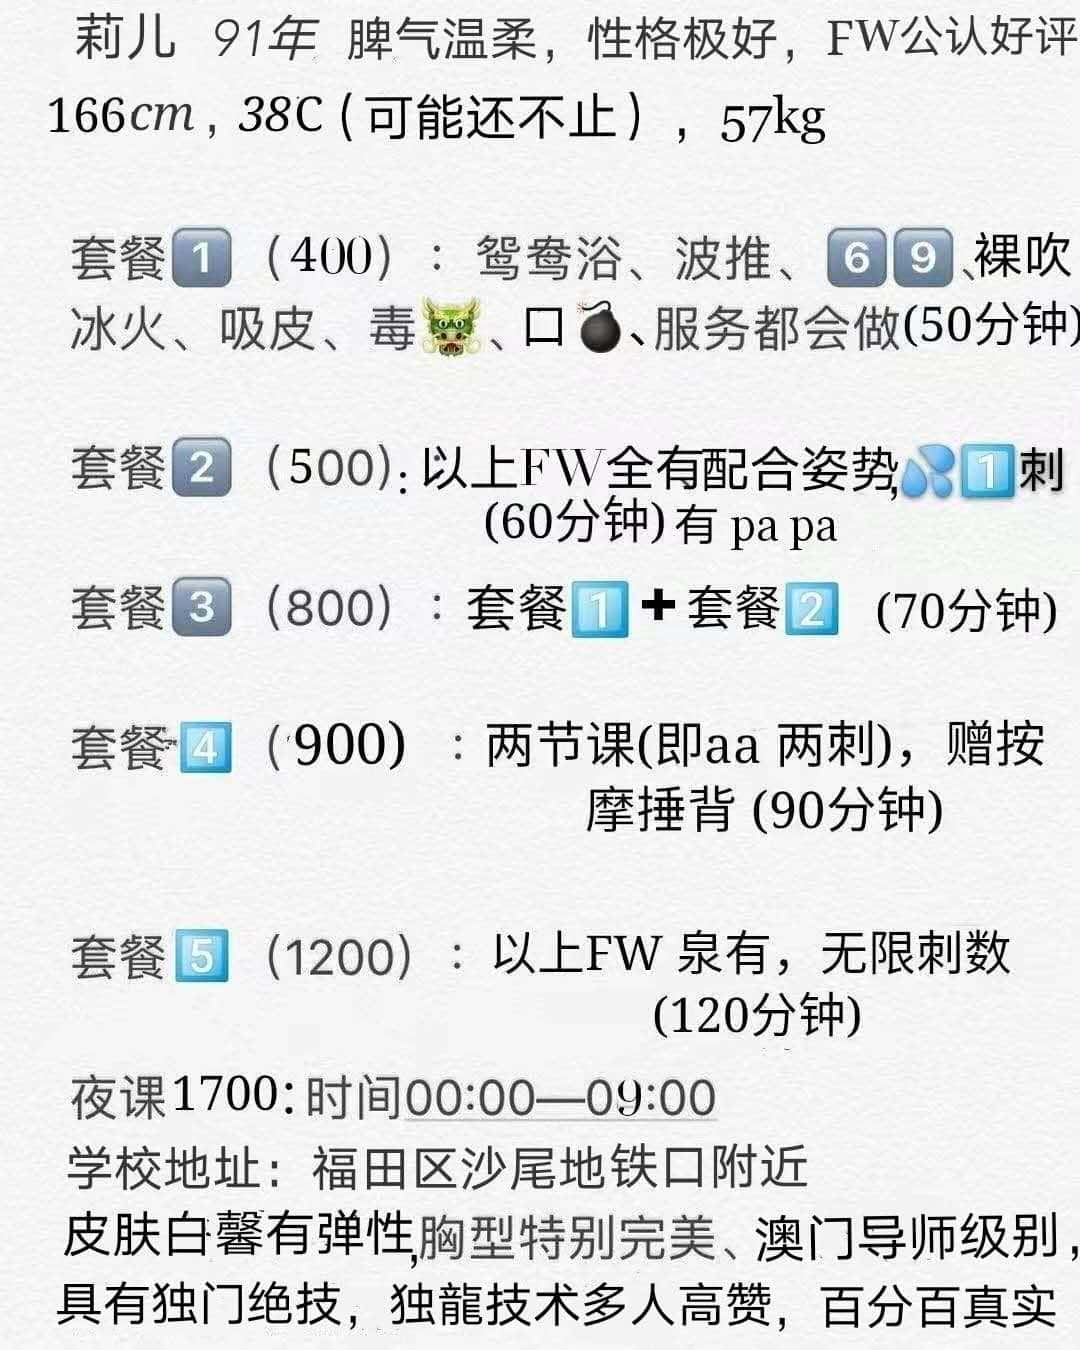 莉儿 91年 脾气温柔，性格极好，FW公认好评
166cm，38C（可能还不止），57kg
套餐1️⃣（400）：鸳鸯浴、波推、6️⃣9️⃣、裸吹
冰火、吸皮、毒🐲、口💣、服务都会做(50分钟)
套餐2️⃣（500）：以上FW全有配合姿势,💦1️⃣刺
(60分钟)有 pa pa
套餐3️⃣（800）：套餐1️⃣➕套餐2️⃣ (70分钟)
套餐4️⃣（900)：两节课(即aa 两刺)，赠按
摩捶背 (90分钟)
套餐5️⃣（1200）：以上FW 泉有，无限刺数
(120分钟)
夜课1700：时间00:00—09:00
学校地址：福田区沙尾地铁口附近
皮肤白馨有弹性,胸型特别完美、澳门导师级别，
具有独门绝技，独龍技术多人高赞，百分百真实